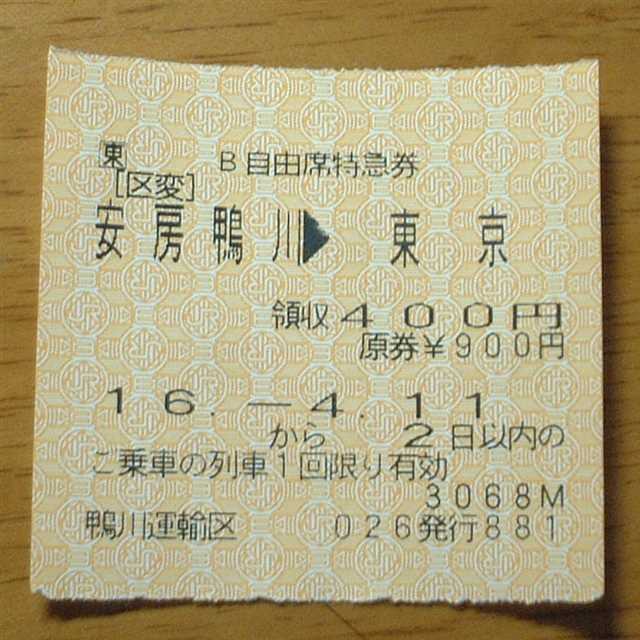 東 B自由席特急券
[区変]
安房鴨川▶東京
領収400円
原券¥900円
16.-4.11
から 2日以内の
ご乗車の列車1回限り有効
3068M
鴨川運輸区 026発行881